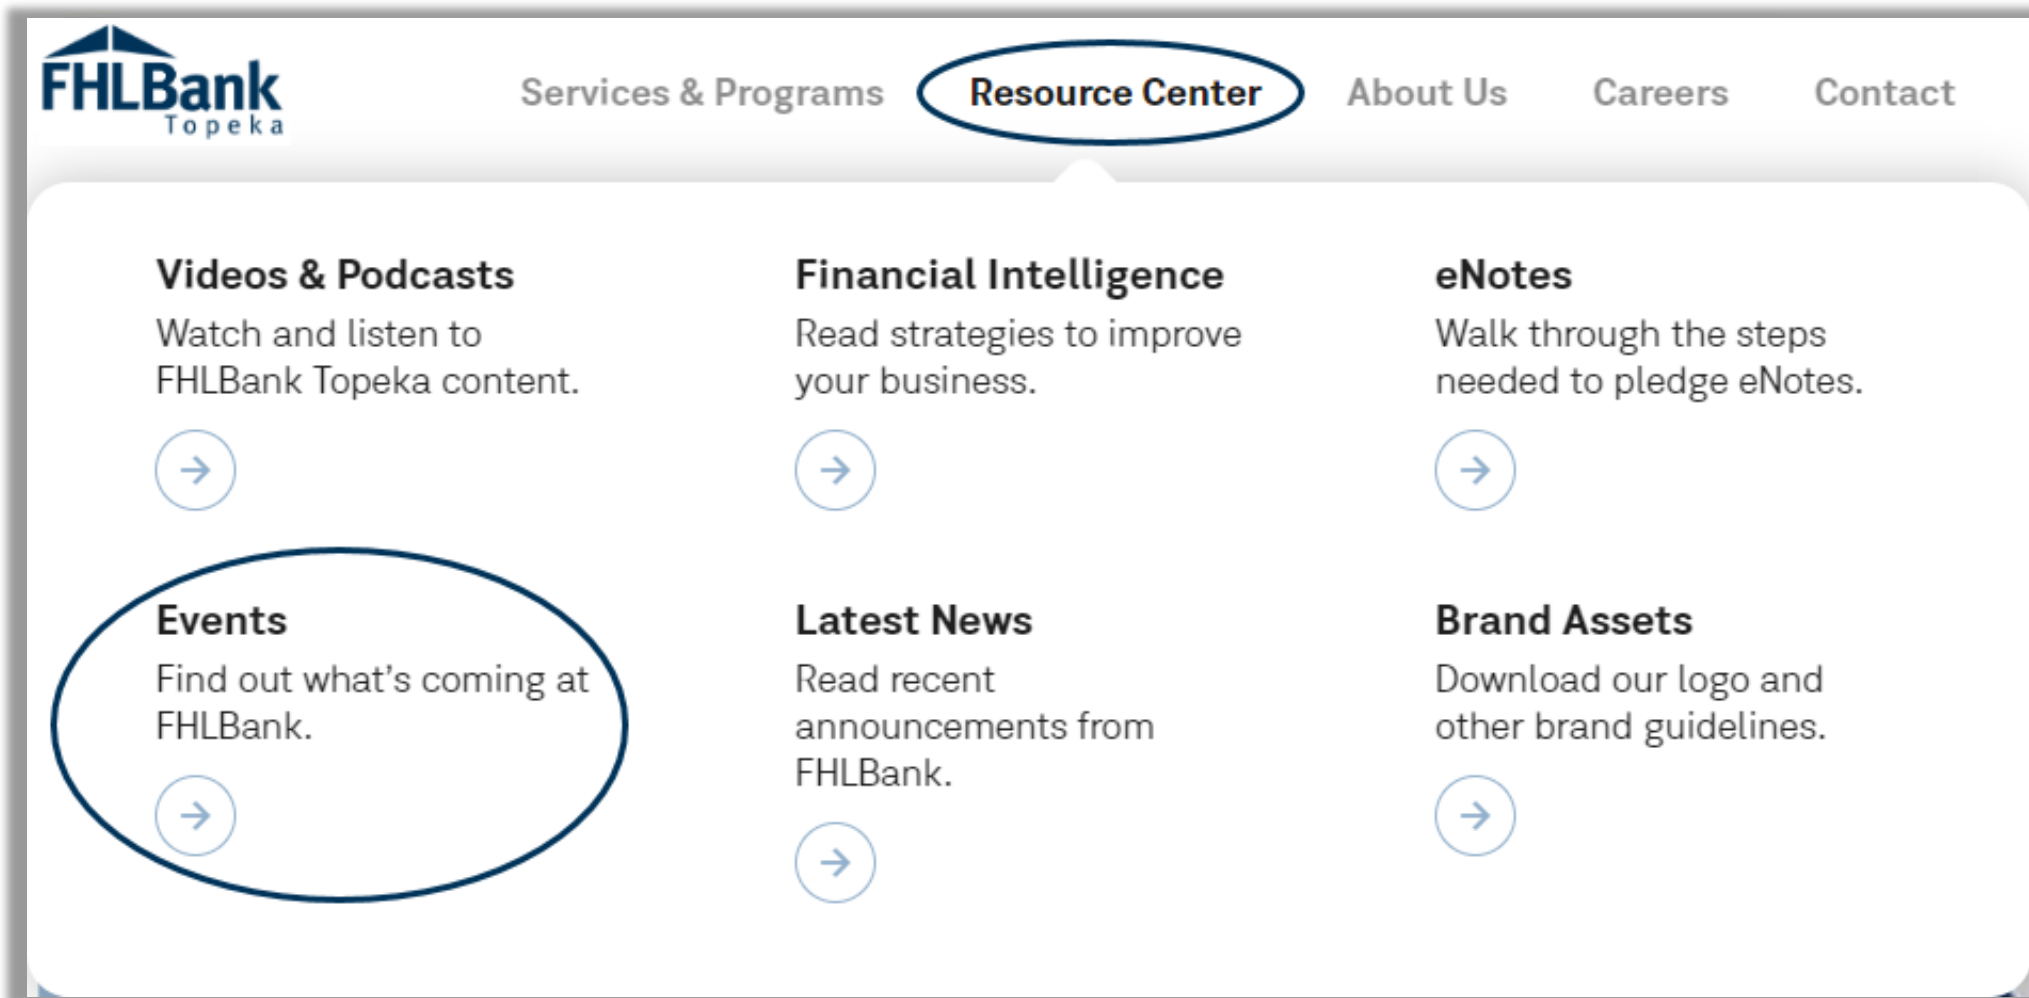 FHLBank
Topeka
Services & Programs
Resource Center
About Us
Careers
Contact
Videos & Podcasts
Watch and listen to
FHLBank Topeka content.
Financial Intelligence
Read strategies to improve
your business.
eNotes
Walk through the steps
needed to pledge eNotes.
Events
Find out what's coming at
FHLBank.
Latest News
Read recent
announcements from
FHLBank.
Brand Assets
Download our logo and
other brand guidelines.